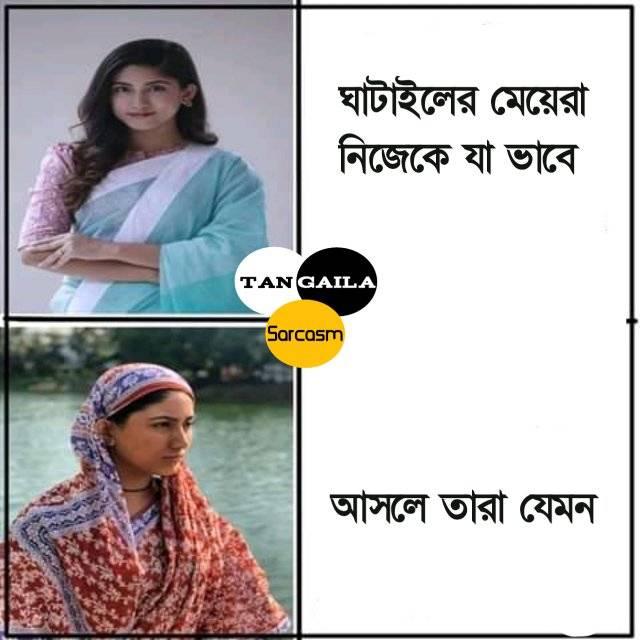 ঘাটাইলের মেয়েরা
নিজেকে যা ভাবে
TANGAILA
Sarcasm
আসলে তারা যেমন